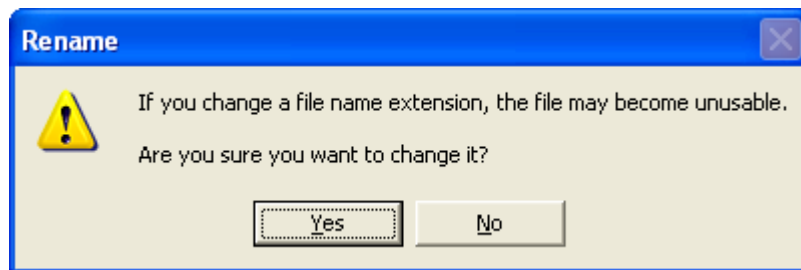 Rename
If you change a file name extension, the file may become unusable.
Are you sure you want to change it?
Yes
No